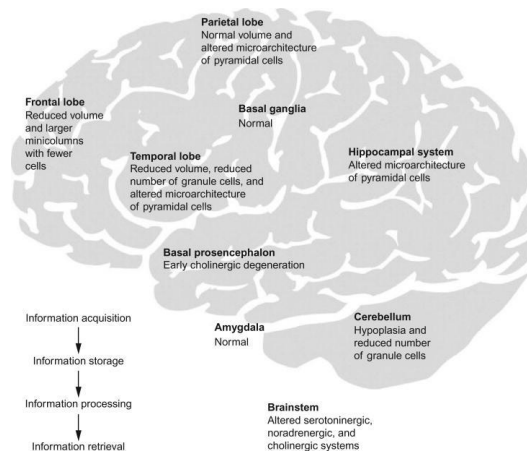 Parietal lobe
Normal volume and
altered microarchitecture
of pyramidal cells
Frontal lobe
Reduced volume
and larger
minicolumns
with fewer
cells
Basal ganglia
Normal
Temporal lobe
Reduced volume, reduced
number of granule cells, and
altered microarchitecture
of pyramidal cells
Hippocampal system
Altered microarchitecture
of pyramidal cells
Basal prosencephalon
Early cholinergic degeneration
Amygdala
Normal
Cerebellum
Hypoplasia and
reduced number
of granule cells
Information acquisition
Information storage
Information processing
Information retrieval
Brainstem
Altered serotoninergic,
noradrenergic, and
cholinergic systems